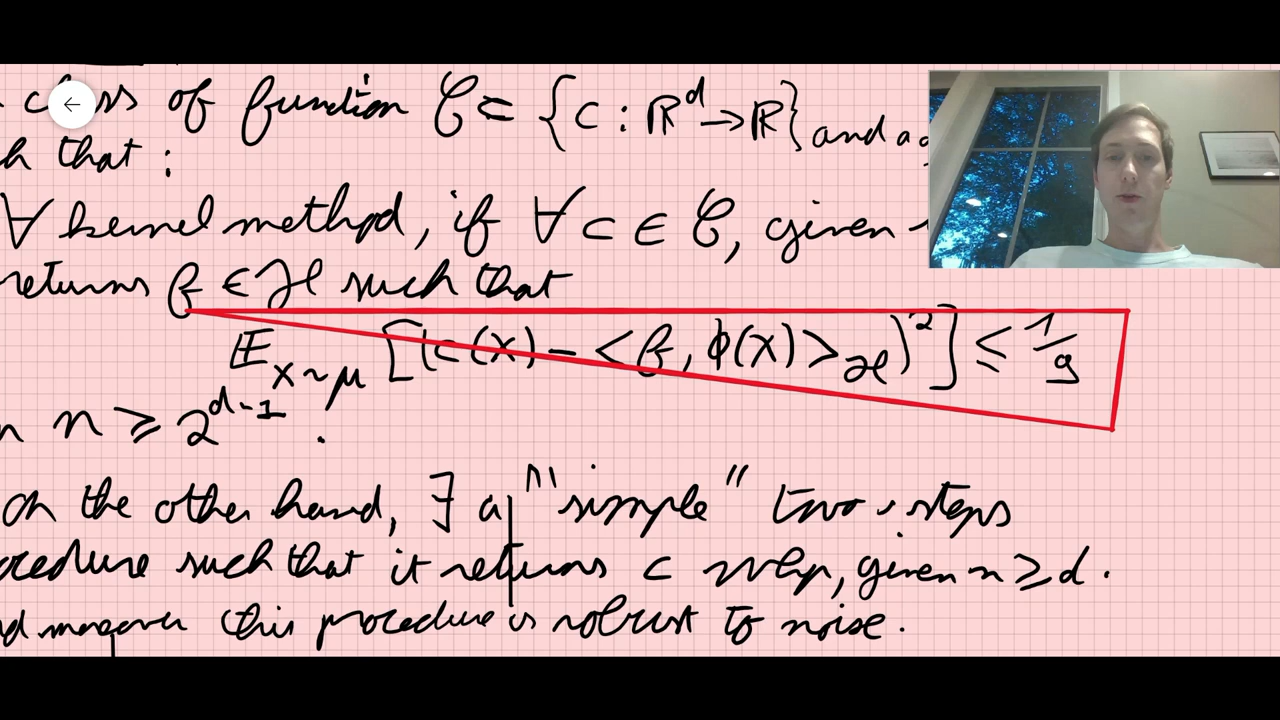 class of function C ⊂ {c : ℝ^d → ℝ} and a
that :
∀ kernel method, if ∀ c ∈ C, given
returns f ∈ H such that
E_{X∼μ} [(c(X) − <f, φ(X)>_H)^2] ≤ 1/9
n ≥ 2^{d-1} .
on the other hand, ∃ a "simple" two-steps
such that it returns c whp, given n ≥ d .
moreover this procedure is robust to noise .